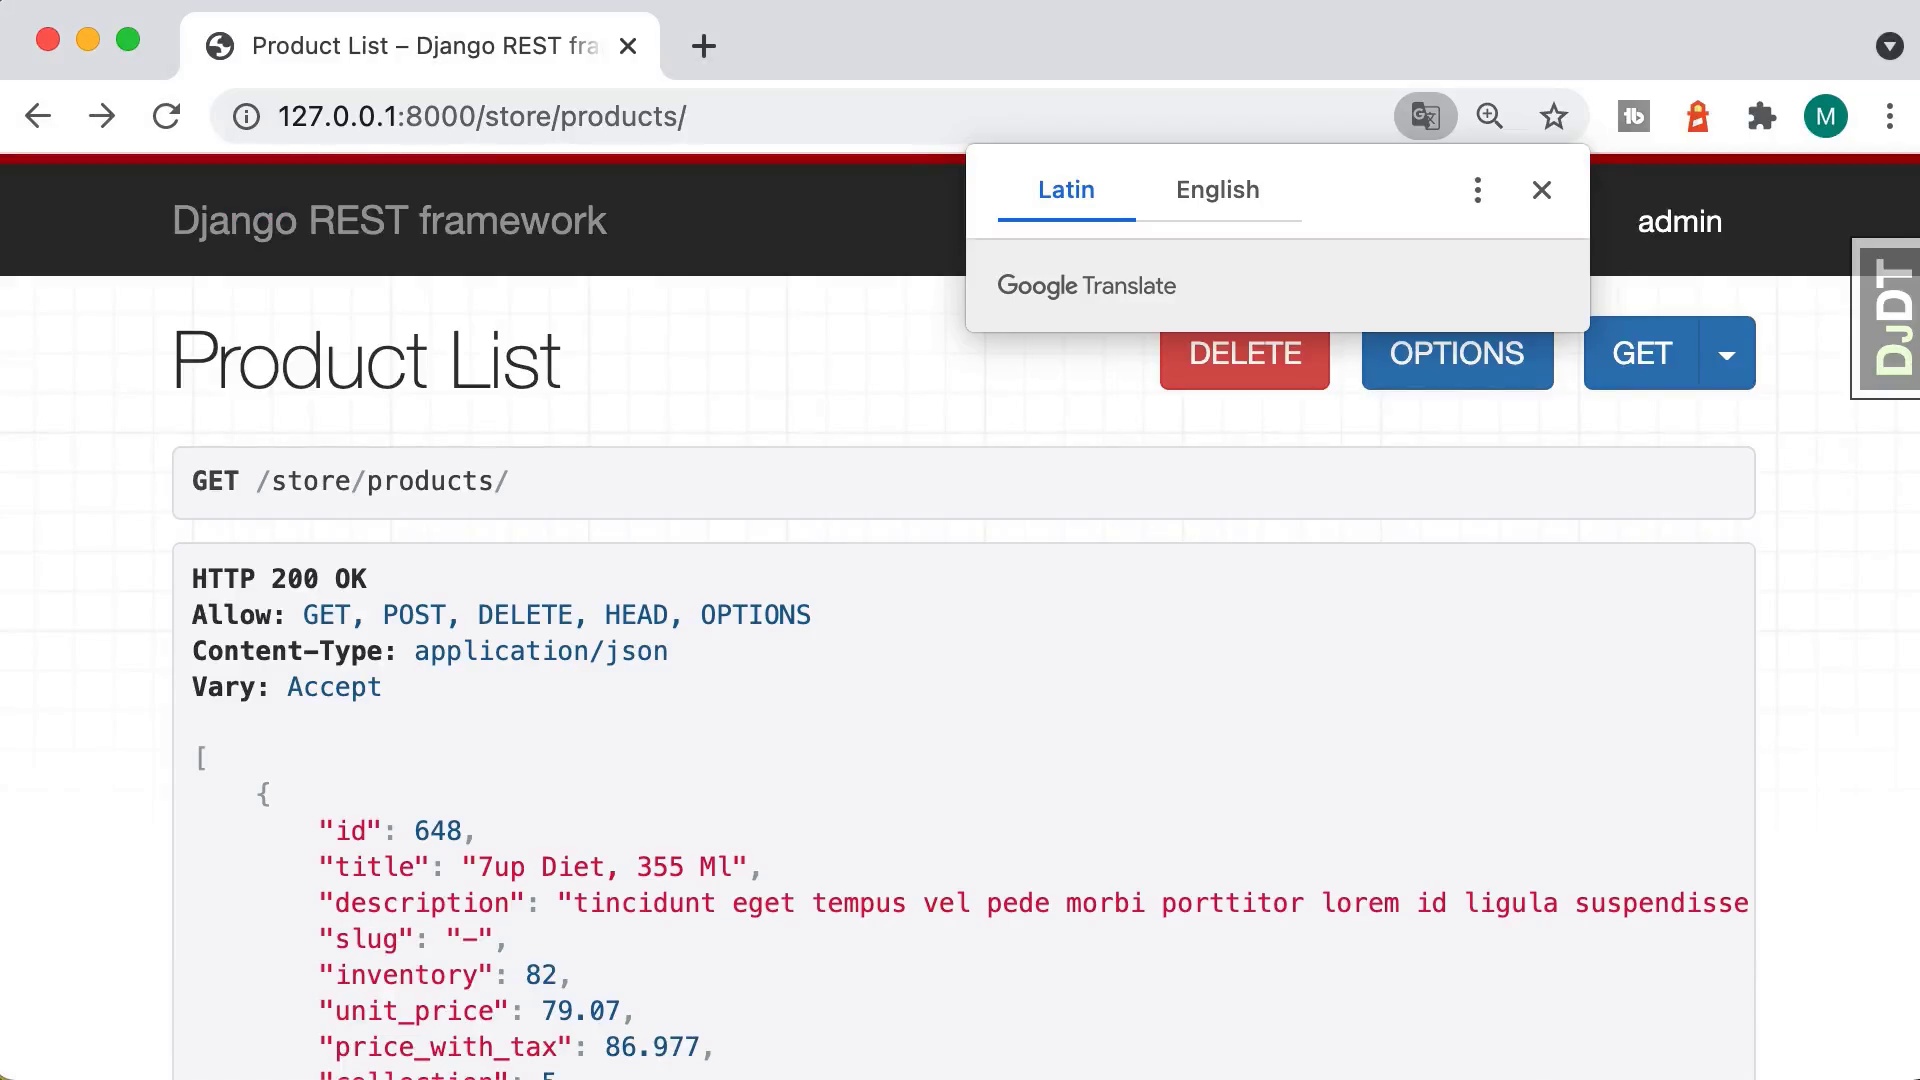 Product List – Django REST fra
127.0.0.1:8000/store/products/
M
Latin English
Google Translate
Django REST framework
admin
DJDT
Product List
DELETE OPTIONS GET
GET /store/products/
HTTP 200 OK
Allow: GET, POST, DELETE, HEAD, OPTIONS
Content-Type: application/json
Vary: Accept
[
{
"id": 648,
"title": "7up Diet, 355 Ml",
"description": "tincidunt eget tempus vel pede morbi porttitor lorem id ligula suspendisse
"slug": "-",
"inventory": 82,
"unit_price": 79.07,
"price_with_tax": 86.977,
"collection": 5